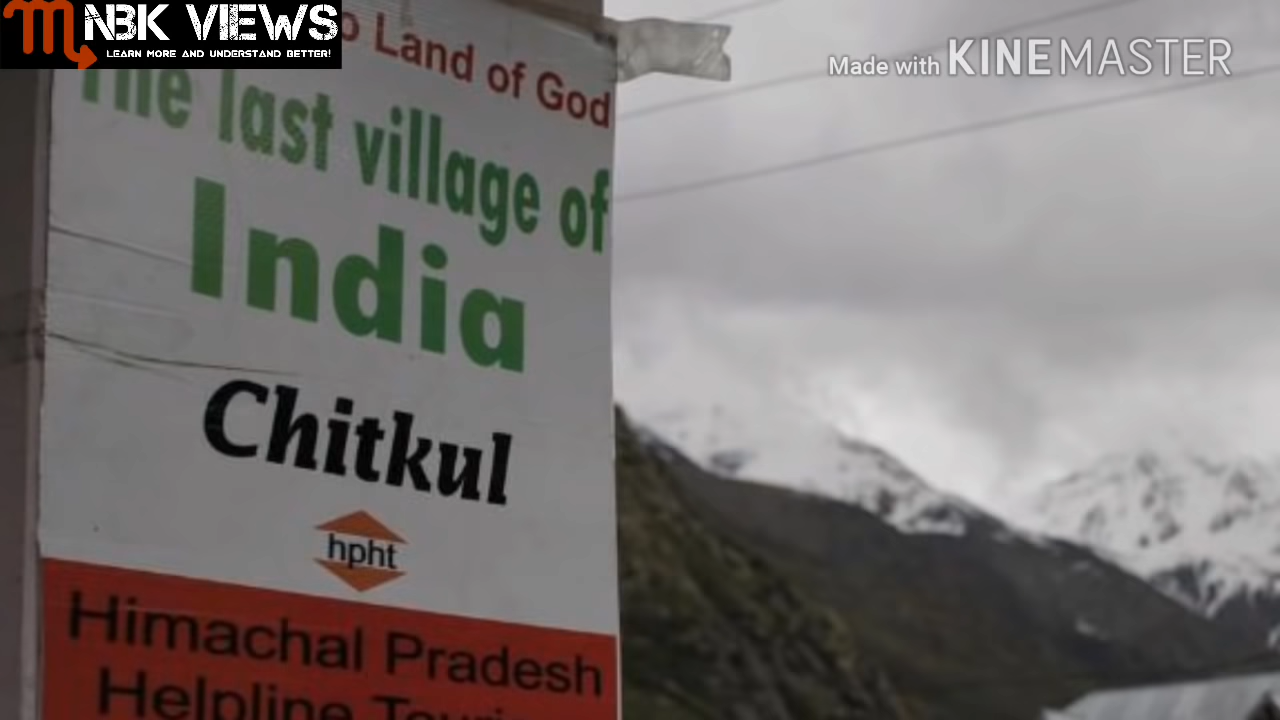 NBK VIEWS
LEARN MORE AND UNDERSTAND BETTER!
Made with KINEMASTER
Land of God
The last village of
India
Chitkul
hpht
Himachal Pradesh
Helpline